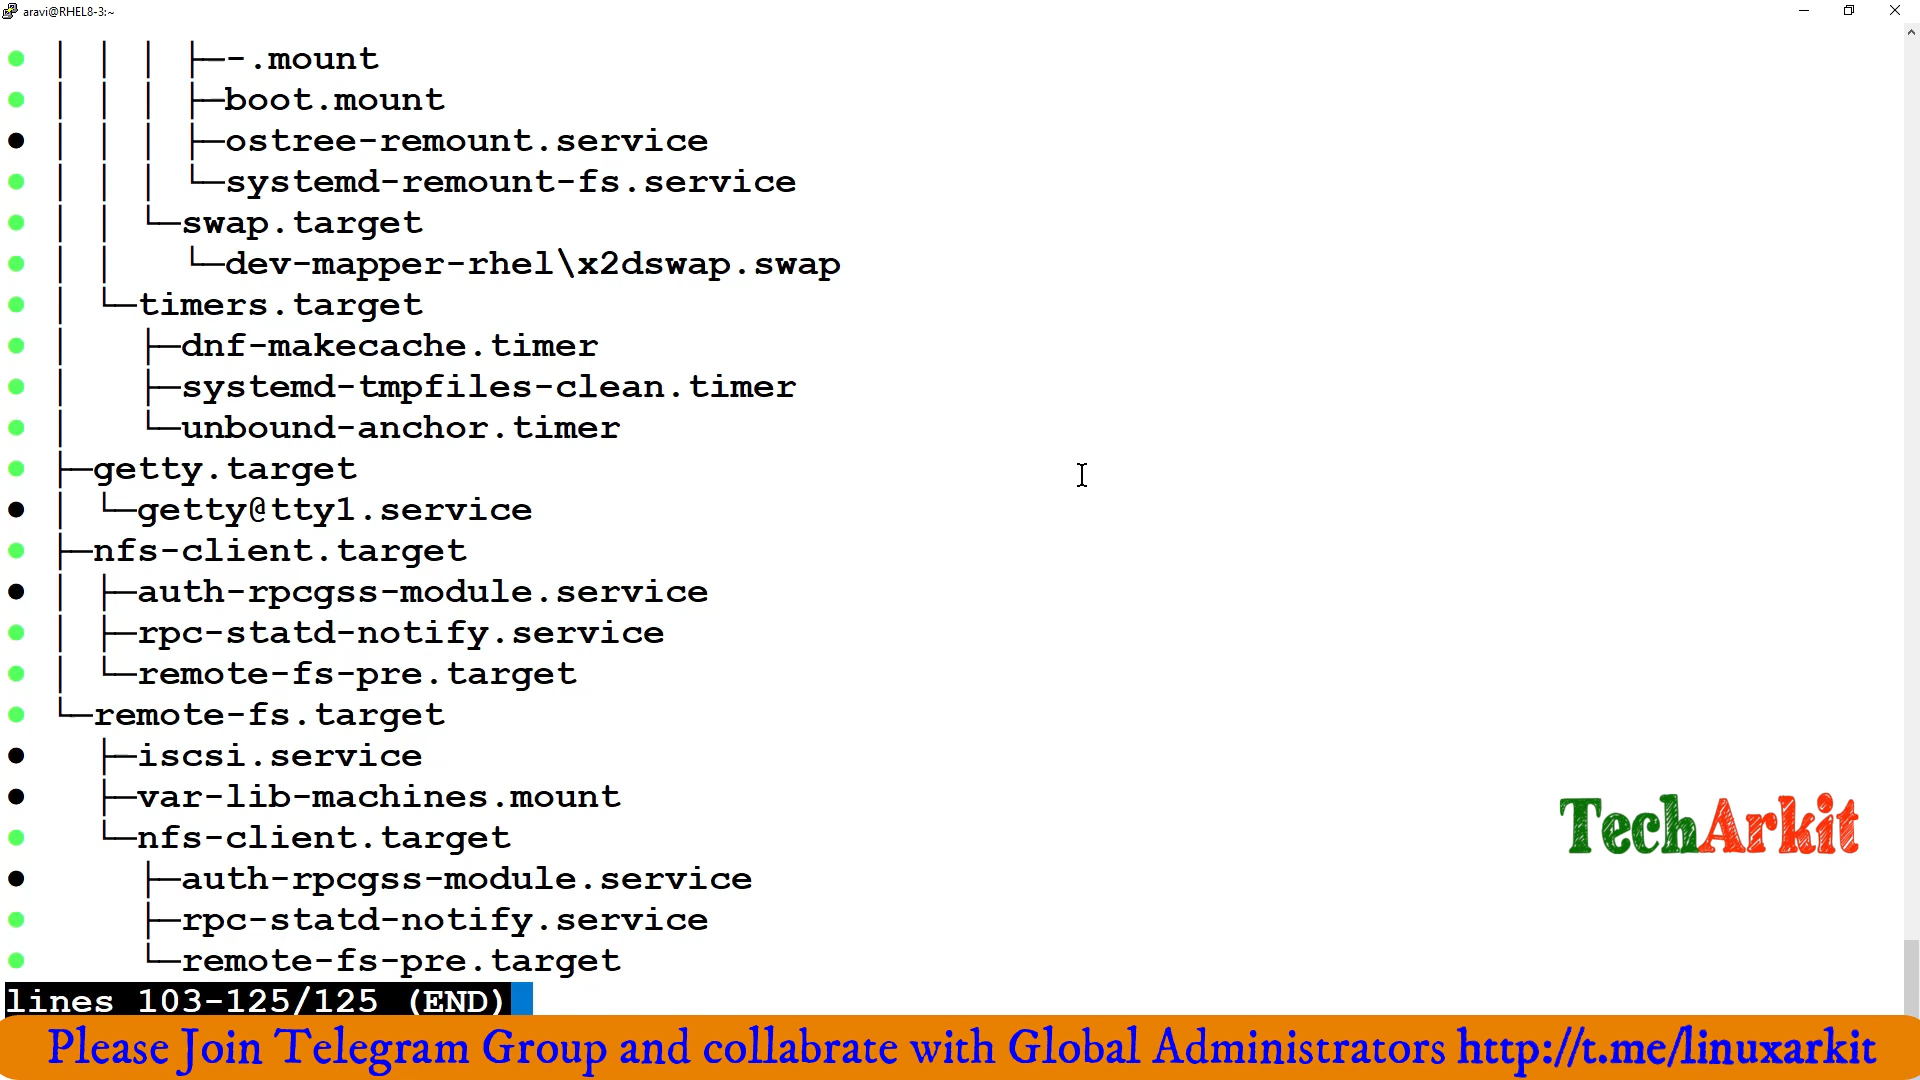 aravi@RHEL8-3:~
● │ │ │ ├─-.mount
● │ │ │ ├─boot.mount
● │ │ │ ├─ostree-remount.service
● │ │ │ └─systemd-remount-fs.service
● │ │ └─swap.target
● │ │   └─dev-mapper-rhel\x2dswap.swap
● │ └─timers.target
● │   ├─dnf-makecache.timer
● │   ├─systemd-tmpfiles-clean.timer
● │   └─unbound-anchor.timer
● ├─getty.target
● │ └─getty@tty1.service
● ├─nfs-client.target
● │ ├─auth-rpcgss-module.service
● │ ├─rpc-statd-notify.service
● │ └─remote-fs-pre.target
● └─remote-fs.target
●   ├─iscsi.service
●   ├─var-lib-machines.mount
●   └─nfs-client.target
●     ├─auth-rpcgss-module.service
●     ├─rpc-statd-notify.service
●     └─remote-fs-pre.target
lines 103-125/125 (END)
TechArkit
Please Join Telegram Group and collabrate with Global Administrators http://t.me/linuxarkit